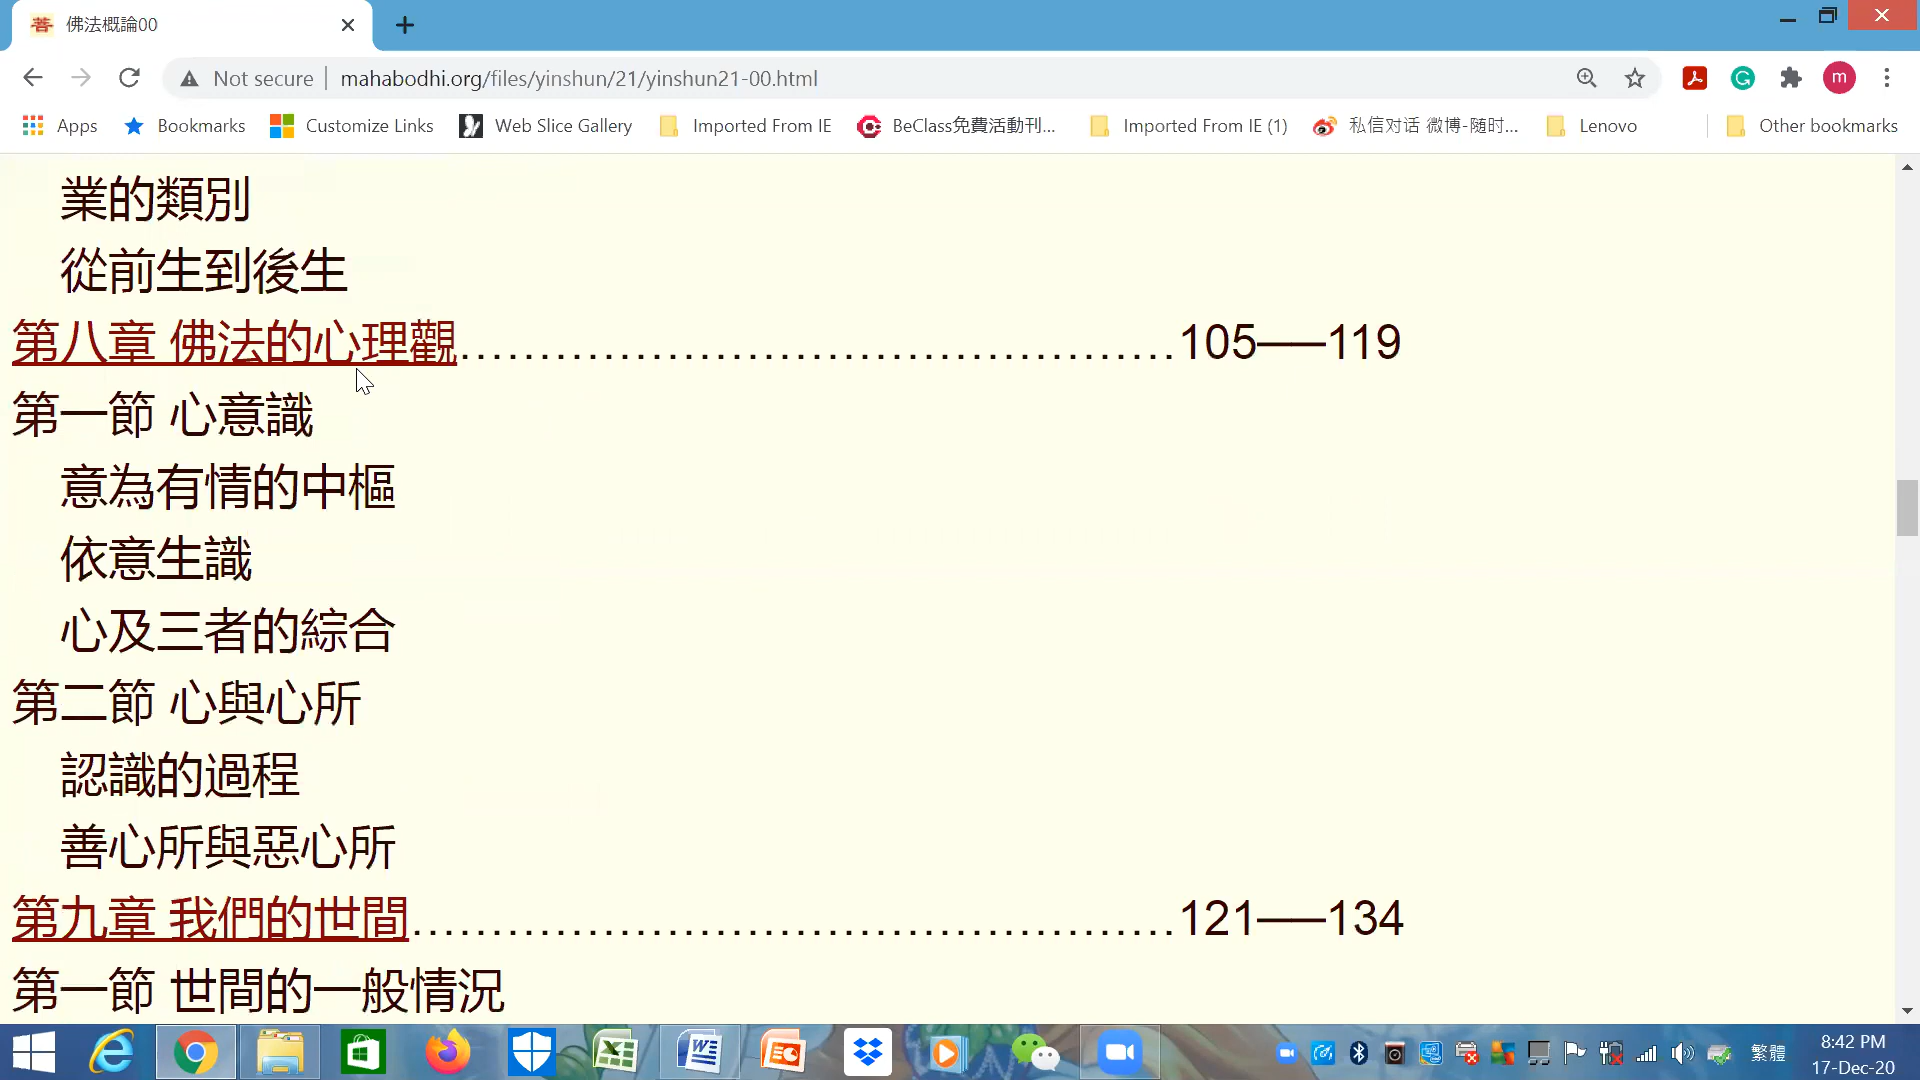 佛法概論00
Not secure | mahabodhi.org/files/yinshun/21/yinshun21-00.html
m
Apps Bookmarks Customize Links Web Slice Gallery Imported From IE BeClass免費活動刊... Imported From IE (1) 私信对话 微博-随时... Lenovo Other bookmarks
業的類別
從前生到後生
第八章 佛法的心理觀..............................................105──119
第一節 心意識
意為有情的中樞
依意生識
心及三者的綜合
第二節 心與心所
認識的過程
善心所與惡心所
第九章 我們的世間.................................................121──134
第一節 世間的一般情況
繁體
8:42 PM
17-Dec-20